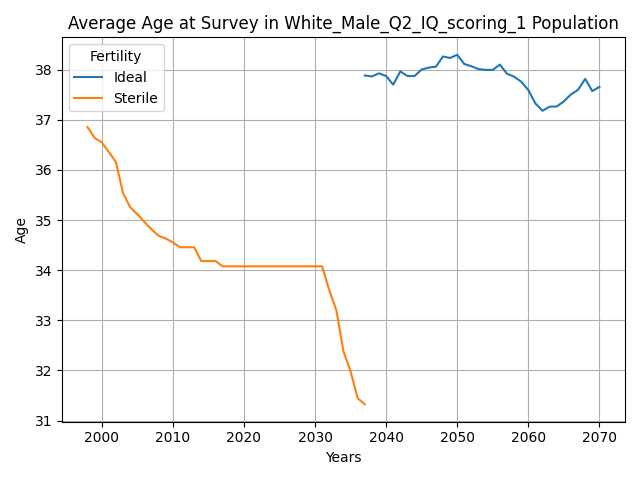 Average Age at Survey in White_Male_Q2_IQ_scoring_1 Population
Fertility
Ideal
Sterile
38
37
36
35
34
33
32
31
Age
2000 2010 2020 2030 2040 2050 2060 2070
Years